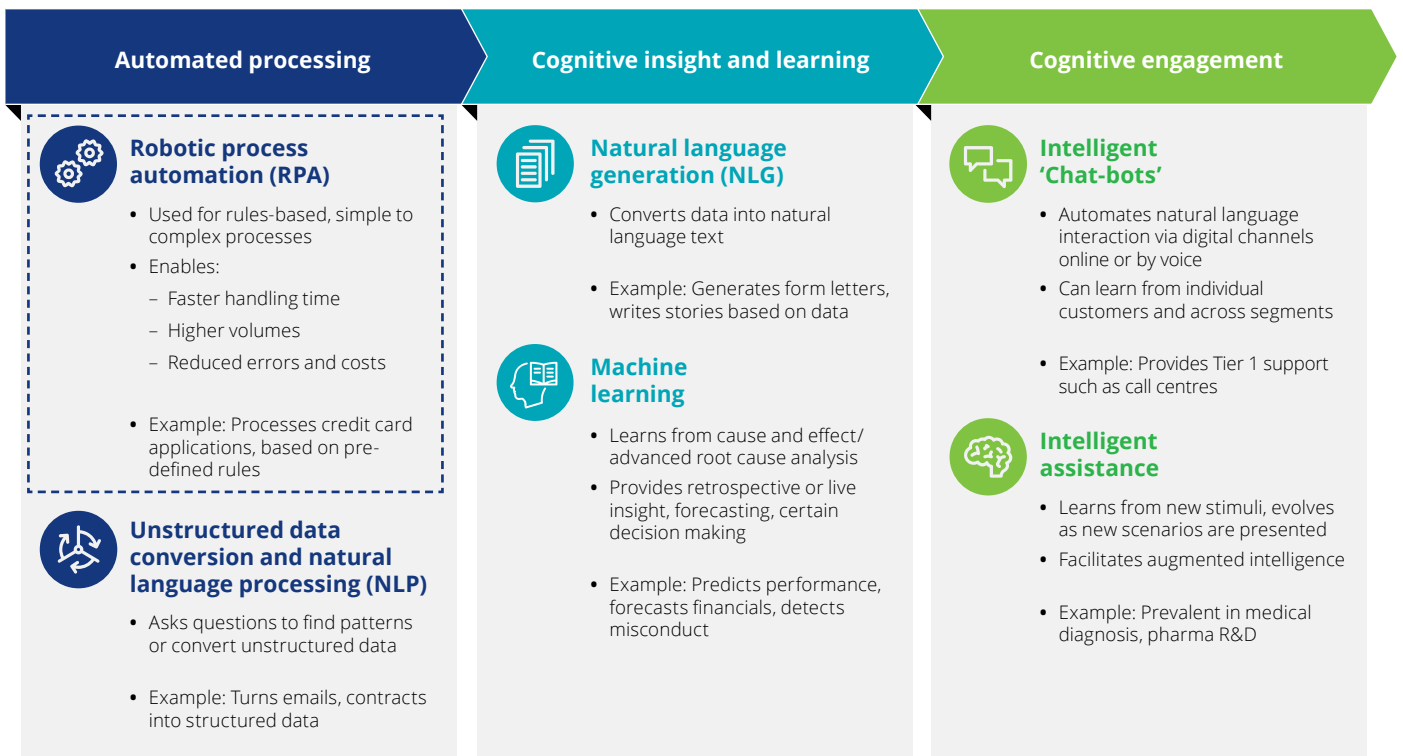 Automated processing
Cognitive insight and learning
Cognitive engagement
Robotic process
automation (RPA)
• Used for rules-based, simple to
complex processes
• Enables:
– Faster handling time
– Higher volumes
– Reduced errors and costs
• Example: Processes credit card
applications, based on pre-
defined rules
Unstructured data
conversion and natural
language processing (NLP)
• Asks questions to find patterns
or convert unstructured data
• Example: Turns emails, contracts
into structured data
Natural language
generation (NLG)
• Converts data into natural
language text
• Example: Generates form letters,
writes stories based on data
Machine
learning
• Learns from cause and effect/
advanced root cause analysis
• Provides retrospective or live
insight, forecasting, certain
decision making
• Example: Predicts performance,
forecasts financials, detects
misconduct
Intelligent
‘Chat-bots’
• Automates natural language
interaction via digital channels
online or by voice
• Can learn from individual
customers and across segments
• Example: Provides Tier 1 support
such as call centres
Intelligent
assistance
• Learns from new stimuli, evolves
as new scenarios are presented
• Facilitates augmented intelligence
• Example: Prevalent in medical
diagnosis, pharma R&D